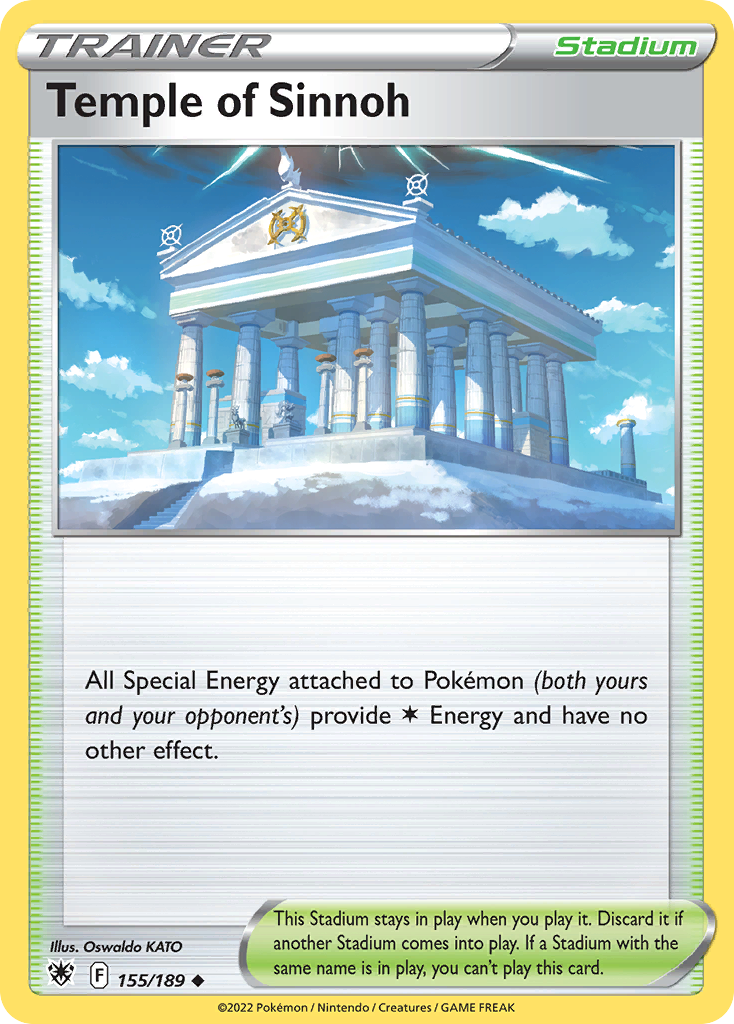 TRAINER
Stadium
Temple of Sinnoh
All Special Energy attached to Pokémon (both yours
and your opponent's) provide ✶ Energy and have no
other effect.
This Stadium stays in play when you play it. Discard it if
another Stadium comes into play. If a Stadium with the
same name is in play, you can't play this card.
Illus. Oswaldo KATO
F 155/189 ◆
©2022 Pokémon / Nintendo / Creatures / GAME FREAK